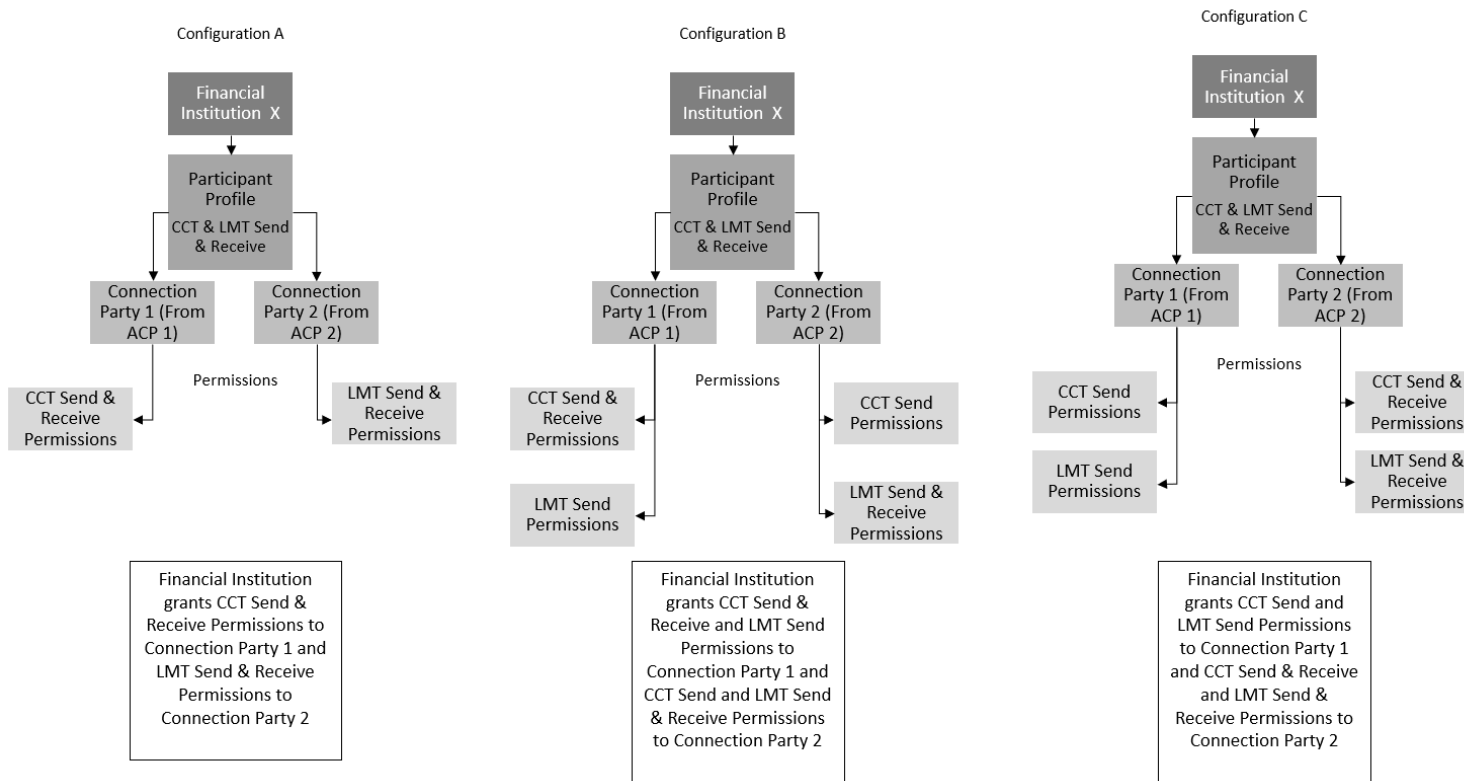 Configuration A
Financial
Institution X
Participant
Profile
CCT & LMT Send
& Receive
Connection
Party 1 (From
ACP 1)
Connection
Party 2 (From
ACP 2)
Permissions
CCT Send &
Receive
Permissions
LMT Send &
Receive
Permissions
Financial Institution
grants CCT Send &
Receive Permissions to
Connection Party 1 and
LMT Send & Receive
Permissions to
Connection Party 2
Configuration B
Financial
Institution X
Participant
Profile
CCT & LMT Send
& Receive
Connection
Party 1 (From
ACP 1)
Connection
Party 2 (From
ACP 2)
Permissions
CCT Send &
Receive
Permissions
CCT Send
Permissions
LMT Send
Permissions
LMT Send &
Receive
Permissions
Financial Institution
grants CCT Send &
Receive and LMT Send
Permissions to
Connection Party 1 and
CCT Send and LMT Send
& Receive Permissions
to Connection Party 2
Configuration C
Financial
Institution X
Participant
Profile
CCT & LMT Send
& Receive
Connection
Party 1 (From
ACP 1)
Connection
Party 2 (From
ACP 2)
Permissions
CCT Send
Permissions
CCT Send &
Receive
Permissions
LMT Send
Permissions
LMT Send &
Receive
Permissions
Financial Institution
grants CCT Send and
LMT Send Permissions
to Connection Party 1
and CCT Send & Receive
and LMT Send &
Receive Permissions to
Connection Party 2